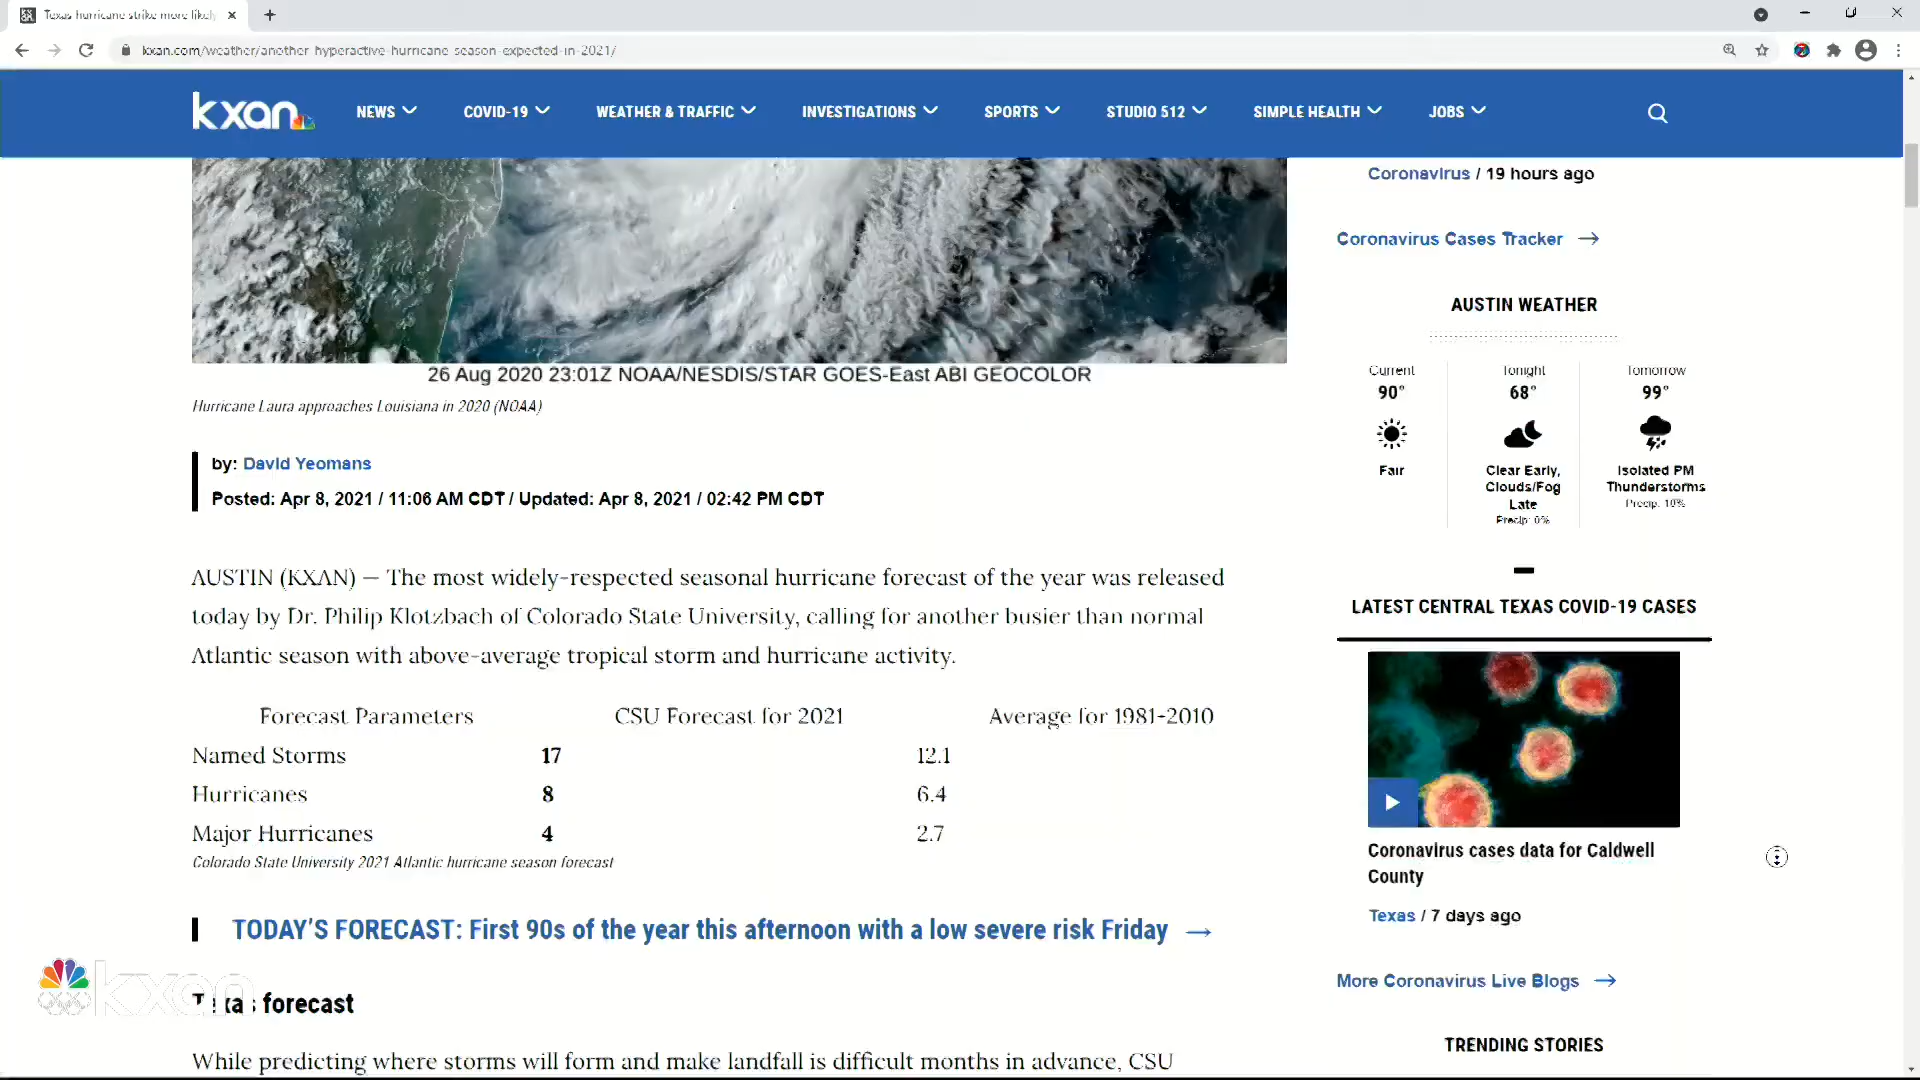 Texas hurricane strike more likely
kxan.com/weather/another-hyperactive-hurricane-season-expected-in-2021/
kxan
NEWS
COVID-19
WEATHER & TRAFFIC
INVESTIGATIONS
SPORTS
STUDIO 512
SIMPLE HEALTH
JOBS
26 Aug 2020 23:01Z NOAA/NESDIS/STAR GOES-East ABI GEOCOLOR
Hurricane Laura approaches Louisiana in 2020 (NOAA)
by: David Yeomans
Posted: Apr 8, 2021 / 11:06 AM CDT / Updated: Apr 8, 2021 / 02:42 PM CDT
AUSTIN (KXAN) — The most widely-respected seasonal hurricane forecast of the year was released
today by Dr. Philip Klotzbach of Colorado State University, calling for another busier than normal
Atlantic season with above-average tropical storm and hurricane activity.
Forecast Parameters CSU Forecast for 2021 Average for 1981-2010
Named Storms 17 12.1
Hurricanes 8 6.4
Major Hurricanes 4 2.7
Colorado State University 2021 Atlantic hurricane season forecast
TODAY'S FORECAST: First 90s of the year this afternoon with a low severe risk Friday →
Texas forecast
While predicting where storms will form and make landfall is difficult months in advance, CSU
kxan
Coronavirus / 19 hours ago
Coronavirus Cases Tracker →
AUSTIN WEATHER
Current
90°
Fair
Tonight
68°
Clear Early,
Clouds/Fog
Late
Precip: 0%
Tomorrow
99°
Isolated PM
Thunderstorms
Precip: 10%
LATEST CENTRAL TEXAS COVID-19 CASES
Coronavirus cases data for Caldwell
County
Texas / 7 days ago
More Coronavirus Live Blogs →
TRENDING STORIES